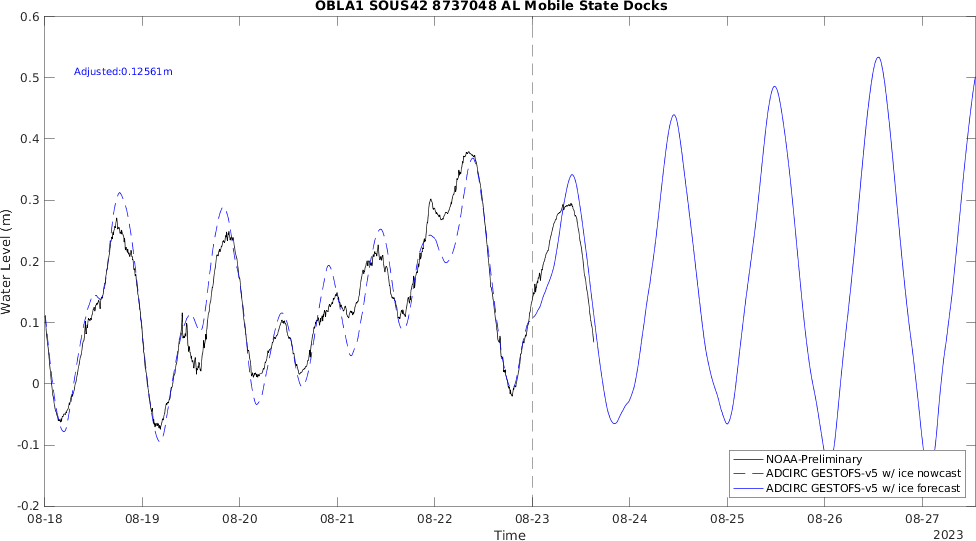 OBLA1 SOUS42 8737048 AL Mobile State Docks
0.6
Adjusted:0.12561m
0.5
0.4
0.3
0.2
0.1
0
-0.1
-0.2
Water Level (m)
NOAA-Preliminary
ADCIRC GESTOFS-v5 w/ ice nowcast
ADCIRC GESTOFS-v5 w/ ice forecast
08-18 08-19 08-20 08-21 08-22 08-23 08-24 08-25 08-26 08-27
Time
2023